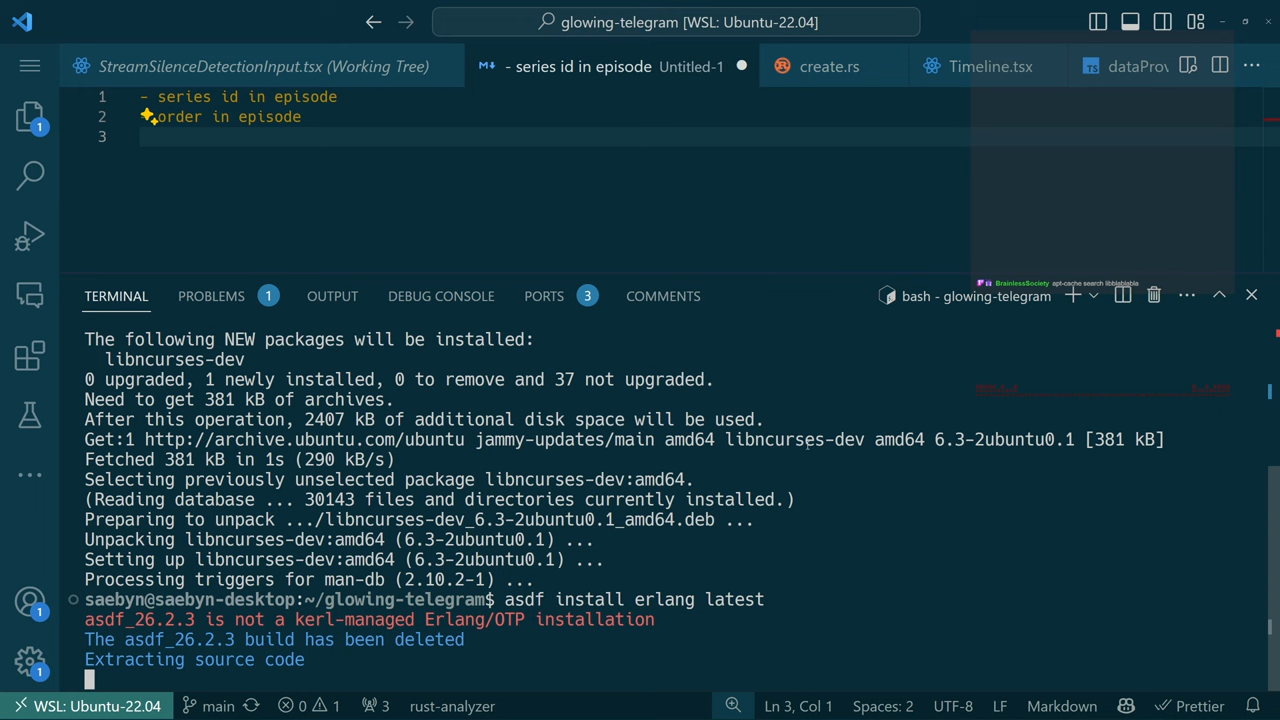 glowing-telegram [WSL: Ubuntu-22.04]
StreamSilenceDetectionInput.tsx (Working Tree)
- series id in episode Untitled-1
create.rs
Timeline.tsx
TS dataProv
1 - series id in episode
2 order in episode
3
BrainlessSociety apt-cache search libblablabla
TERMINAL PROBLEMS 1 OUTPUT DEBUG CONSOLE PORTS 3 COMMENTS bash - glowing-telegram
The following NEW packages will be installed:
libncurses-dev
0 upgraded, 1 newly installed, 0 to remove and 37 not upgraded.
Need to get 381 kB of archives.
After this operation, 2407 kB of additional disk space will be used.
Get:1 http://archive.ubuntu.com/ubuntu jammy-updates/main amd64 libncurses-dev amd64 6.3-2ubuntu0.1 [381 kB]
Fetched 381 kB in 1s (290 kB/s)
Selecting previously unselected package libncurses-dev:amd64.
(Reading database ... 30143 files and directories currently installed.)
Preparing to unpack .../libncurses-dev_6.3-2ubuntu0.1_amd64.deb ...
Unpacking libncurses-dev:amd64 (6.3-2ubuntu0.1) ...
Setting up libncurses-dev:amd64 (6.3-2ubuntu0.1) ...
Processing triggers for man-db (2.10.2-1) ...
saebyn@saebyn-desktop:~/glowing-telegram$ asdf install erlang latest
asdf_26.2.3 is not a kerl-managed Erlang/OTP installation
The asdf_26.2.3 build has been deleted
Extracting source code
1
1
1
WSL: Ubuntu-22.04 main 0 1 3 rust-analyzer Ln 3, Col 1 Spaces: 2 UTF-8 LF Markdown Prettier